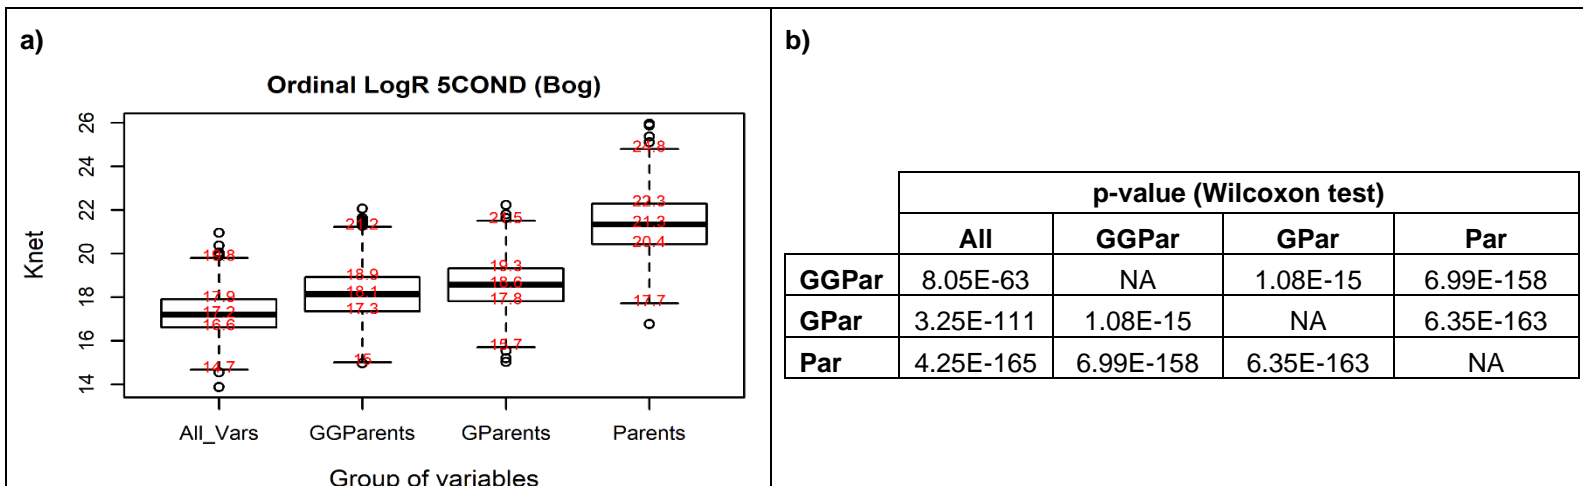 a)
Ordinal LogR 5COND (Bog)
Knet
26
24
22
20
18
16
14
19.8
17.9
17.2
16.6
14.7
21.2
18.9
18.1
17.3
15
21.5
19.3
18.6
17.8
15.7
24.8
22.3
21.3
20.4
17.7
All_Vars GGParents GParents Parents
Group of variables
b)
p-value (Wilcoxon test)
All GGPar GPar Par
GGPar 8.05E-63 NA 1.08E-15 6.99E-158
GPar 3.25E-111 1.08E-15 NA 6.35E-163
Par 4.25E-165 6.99E-158 6.35E-163 NA